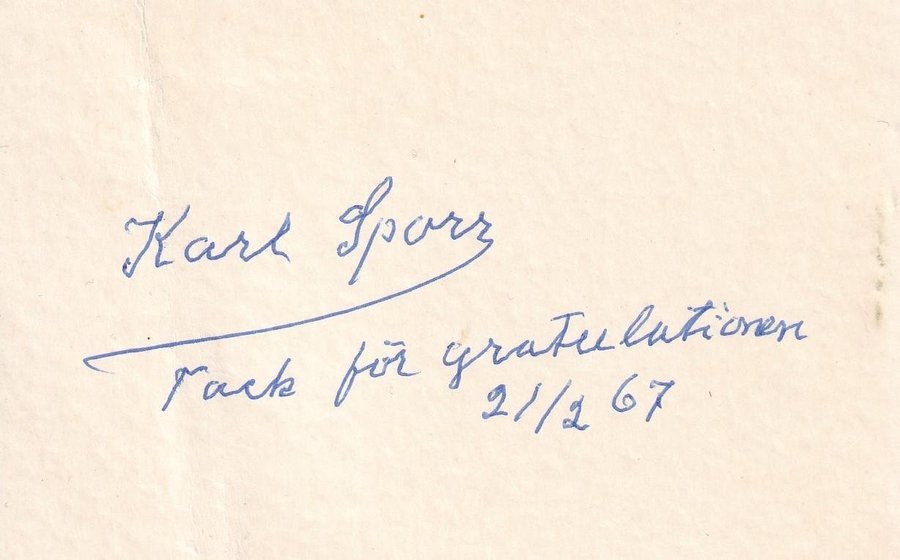 Karl Sporr
Tack för gratulationen
21/2 67